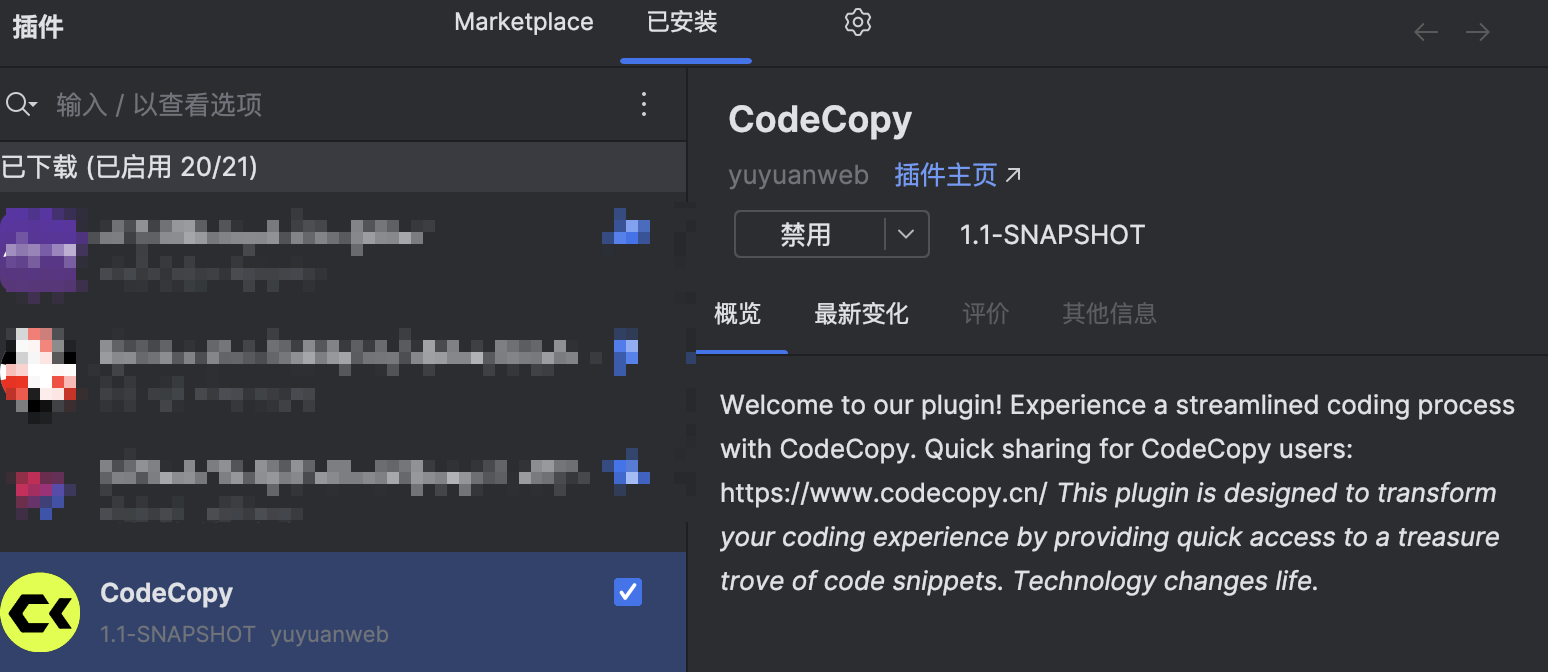 插件
Marketplace
已安装
输入 / 以查看选项
已下载 (已启用 20/21)
CodeCopy
1.1-SNAPSHOT yuyuanweb
CodeCopy
yuyuanweb 插件主页
禁用 1.1-SNAPSHOT
概览 最新变化 评价 其他信息
Welcome to our plugin! Experience a streamlined coding process
with CodeCopy. Quick sharing for CodeCopy users:
https://www.codecopy.cn/ This plugin is designed to transform
your coding experience by providing quick access to a treasure
trove of code snippets. Technology changes life.